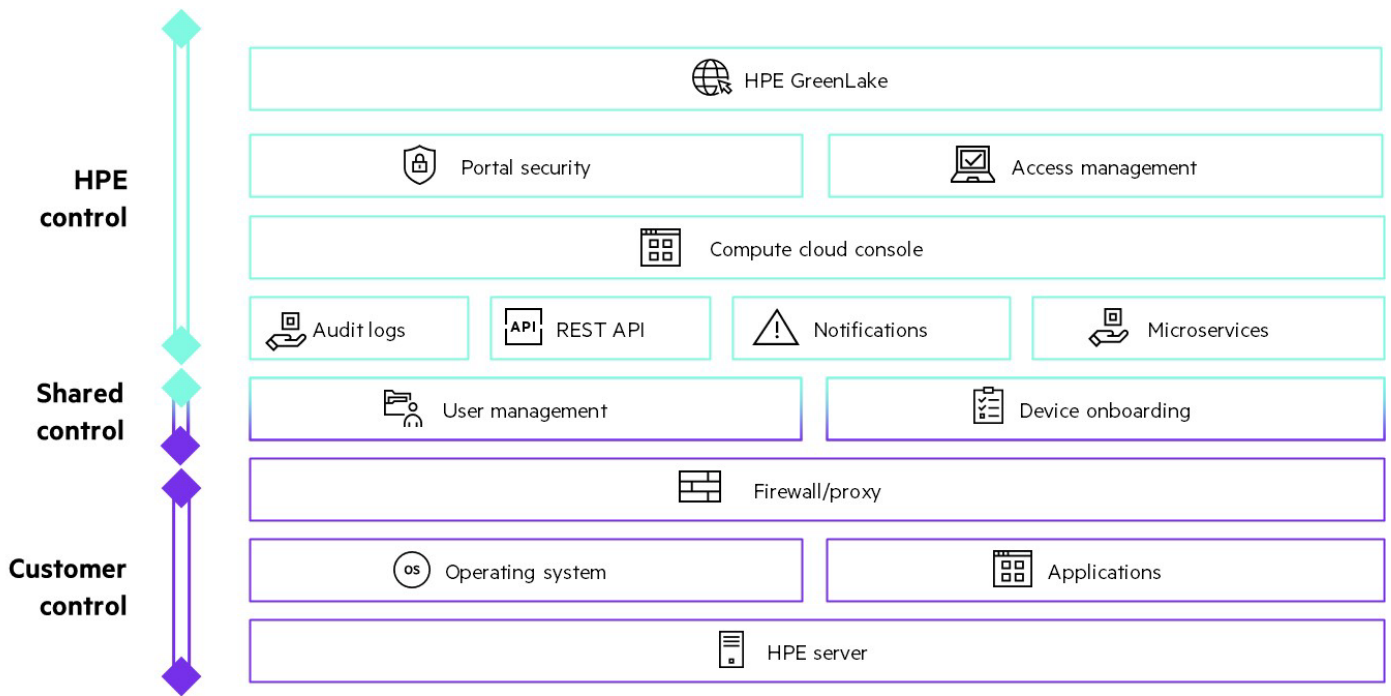 HPE GreenLake
Portal security
Access management
HPE
control
Compute cloud console
Audit logs
API
REST API
Notifications
Microservices
Shared
control
User management
Device onboarding
Firewall/proxy
Customer
control
OS
Operating system
Applications
HPE server